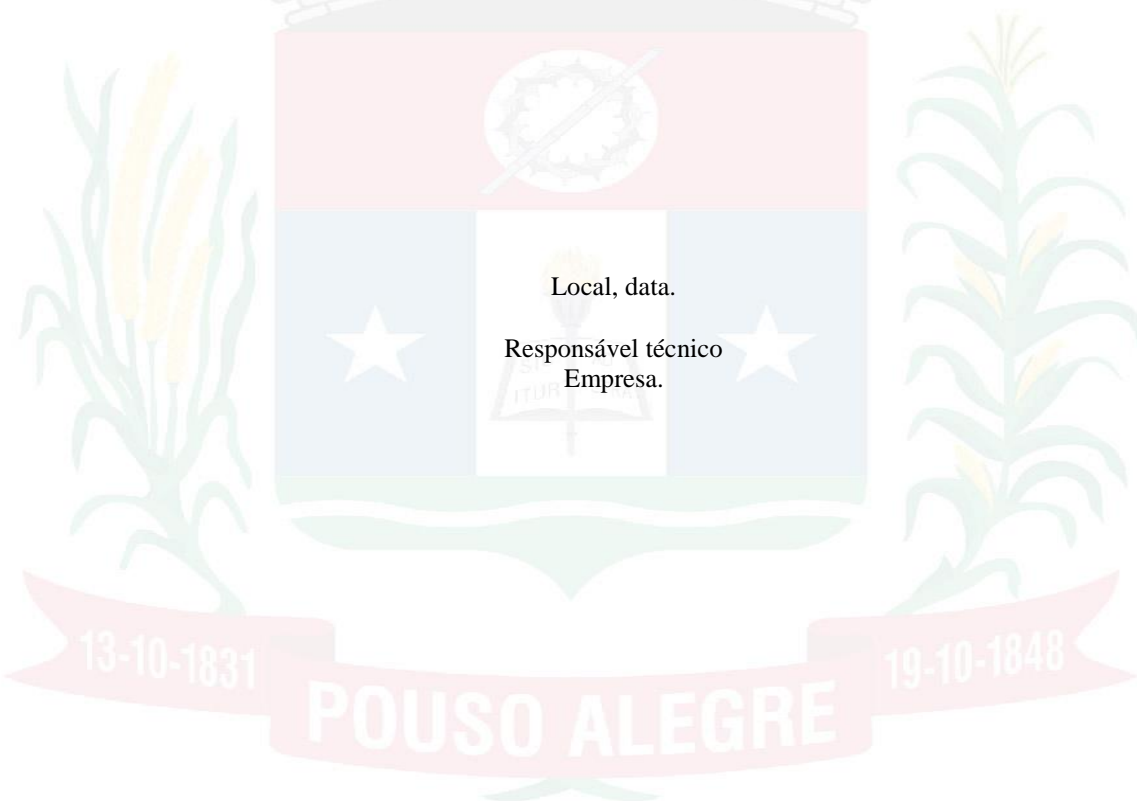 Local, data.
Responsável técnico
Empresa.
13-10-1831
19-10-1848
POUSO ALEGRE